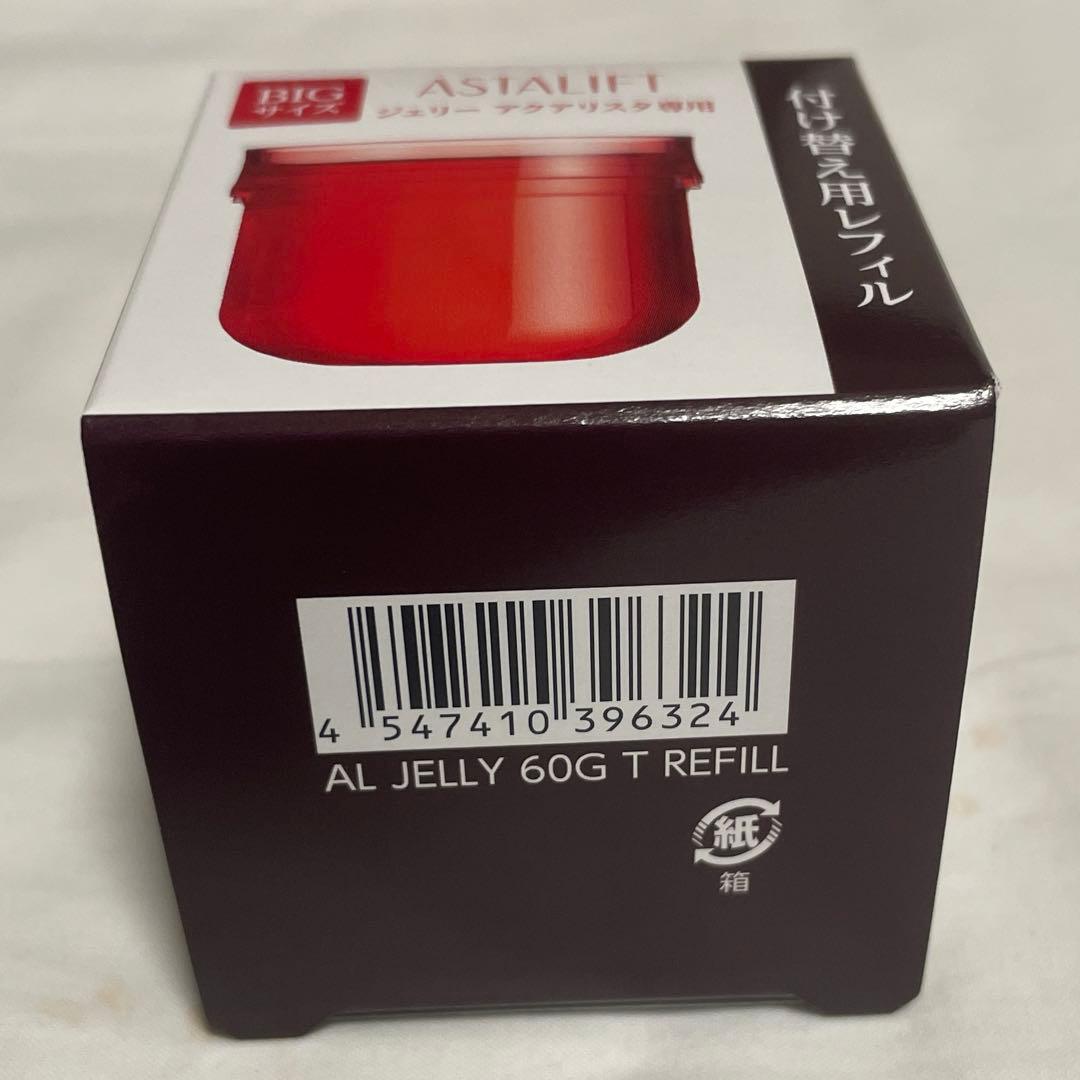 BIG
サイズ
ASTALIFT
ジェリー アクアリスタ専用
付け替え用レフィル
4 547410 396324
AL JELLY 60G T REFILL
紙
箱